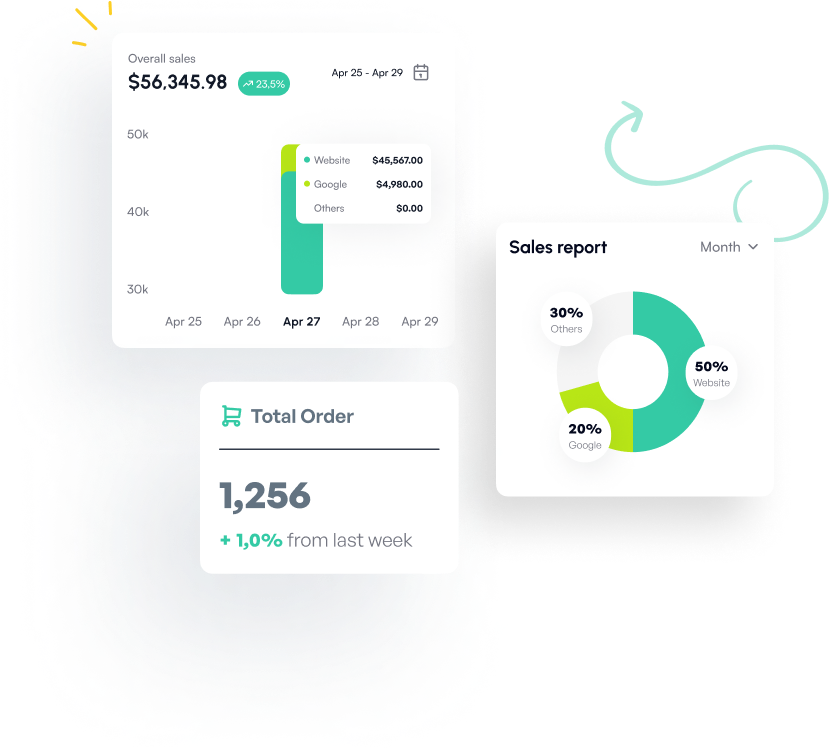 Overall sales
$56,345.98
23,5%
Apr 25 - Apr 29
50k
40k
30k
Website $45,567.00
Google $4,980.00
Others $0.00
Apr 25 Apr 26 Apr 27 Apr 28 Apr 29
Sales report
Month
30%
Others
50%
Website
20%
Google
Total Order
1,256
+ 1,0% from last week